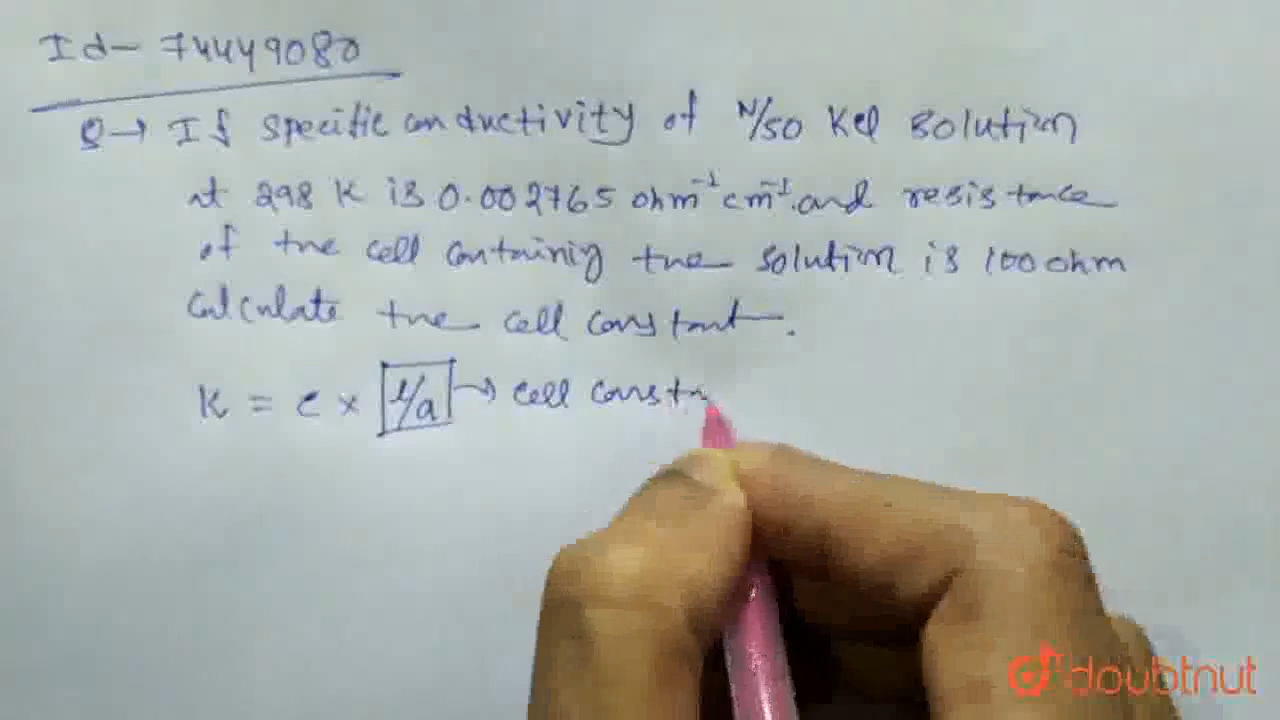 Id- 74449080
Q → If specific conductivity of N/50 KCl solution
at 298 K is 0.002765 ohm⁻¹ cm⁻¹. and resistance
of the cell containing the solution is 100 ohm
Calculate the cell constant.
K = c × l/a → cell consta
doubtnut